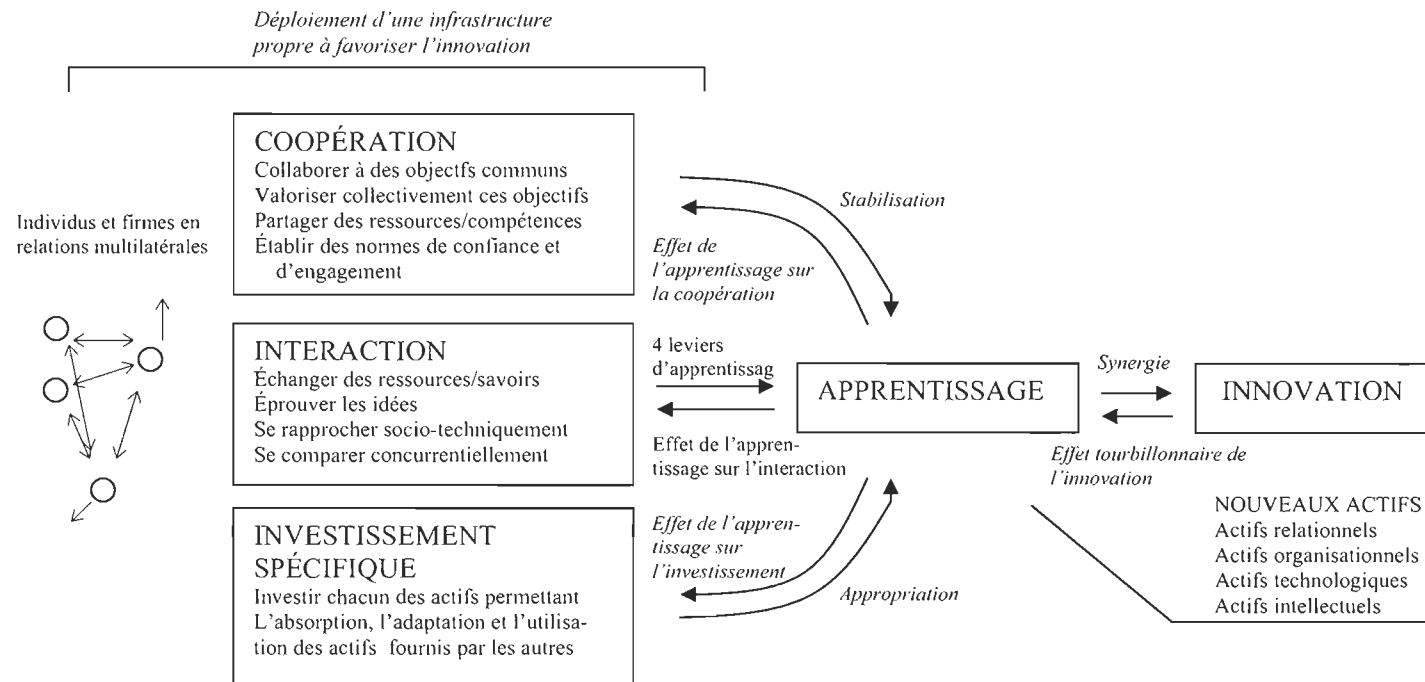 Déploiement d'une infrastructure
propre à favoriser l'innovation
Individus et firmes en
relations multilatérales
COOPÉRATION
Collaborer à des objectfs communs
Valoriser collectivement ces objectifs
Partager des ressources/compétences
Établir des normes de confiance et
d'engagement
Stabilisation
Effet de
l'apprentissage sur
la coopération
INTERACTION
Échanger des ressources/savoirs
Éprouver les idées
Se rapprocher socio-techniquement
Se comparer concurrentiellement
4 leviers
d'apprentissag
Effet de l'appren-
tissage sur l'interaction
APPRENTISSAGE
Synergie
Effet tourbillonnaire de
l'innovation
INNOVATION
INVESTISSEMENT
SPÉCIFIQUE
Investir chacun des actifs permettant
L'absorption, l'adaptation et l'utilisa-
tion des actifs fournis par les autres
Effet de l'appren-
tissage sur
l'investissement
Appropriation
NOUVEAUX ACTIFS
Actifs relationnels
Actifs organisationnels
Actifs technologiques
Actifs intellectuels